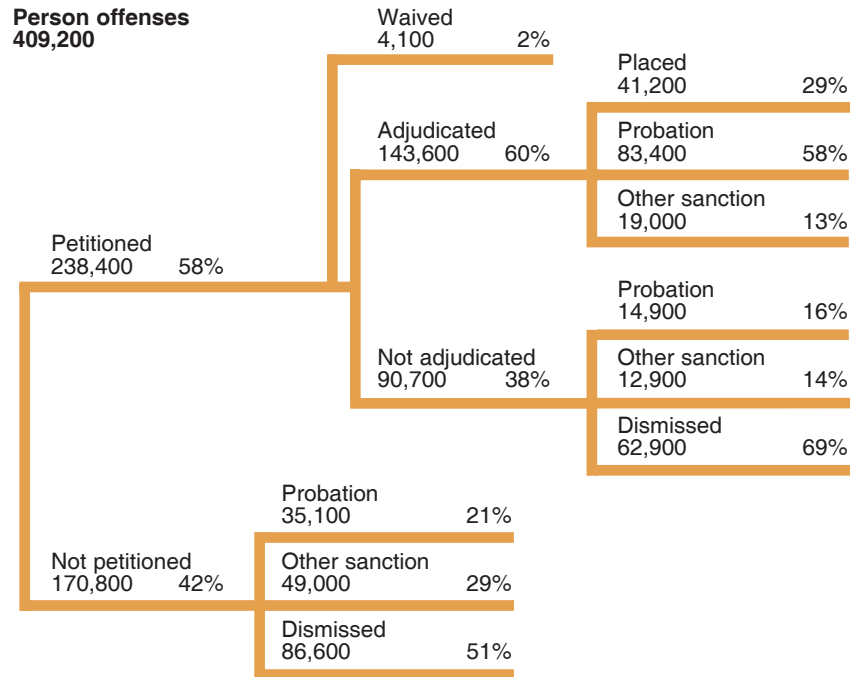 Person offenses
409,200
Waived
4,100 2%
Adjudicated
143,600 60%
Placed
41,200 29%
Probation
83,400 58%
Other sanction
19,000 13%
Petitioned
238,400 58%
Not adjudicated
90,700 38%
Probation
14,900 16%
Other sanction
12,900 14%
Dismissed
62,900 69%
Not petitioned
170,800 42%
Probation
35,100 21%
Other sanction
49,000 29%
Dismissed
86,600 51%